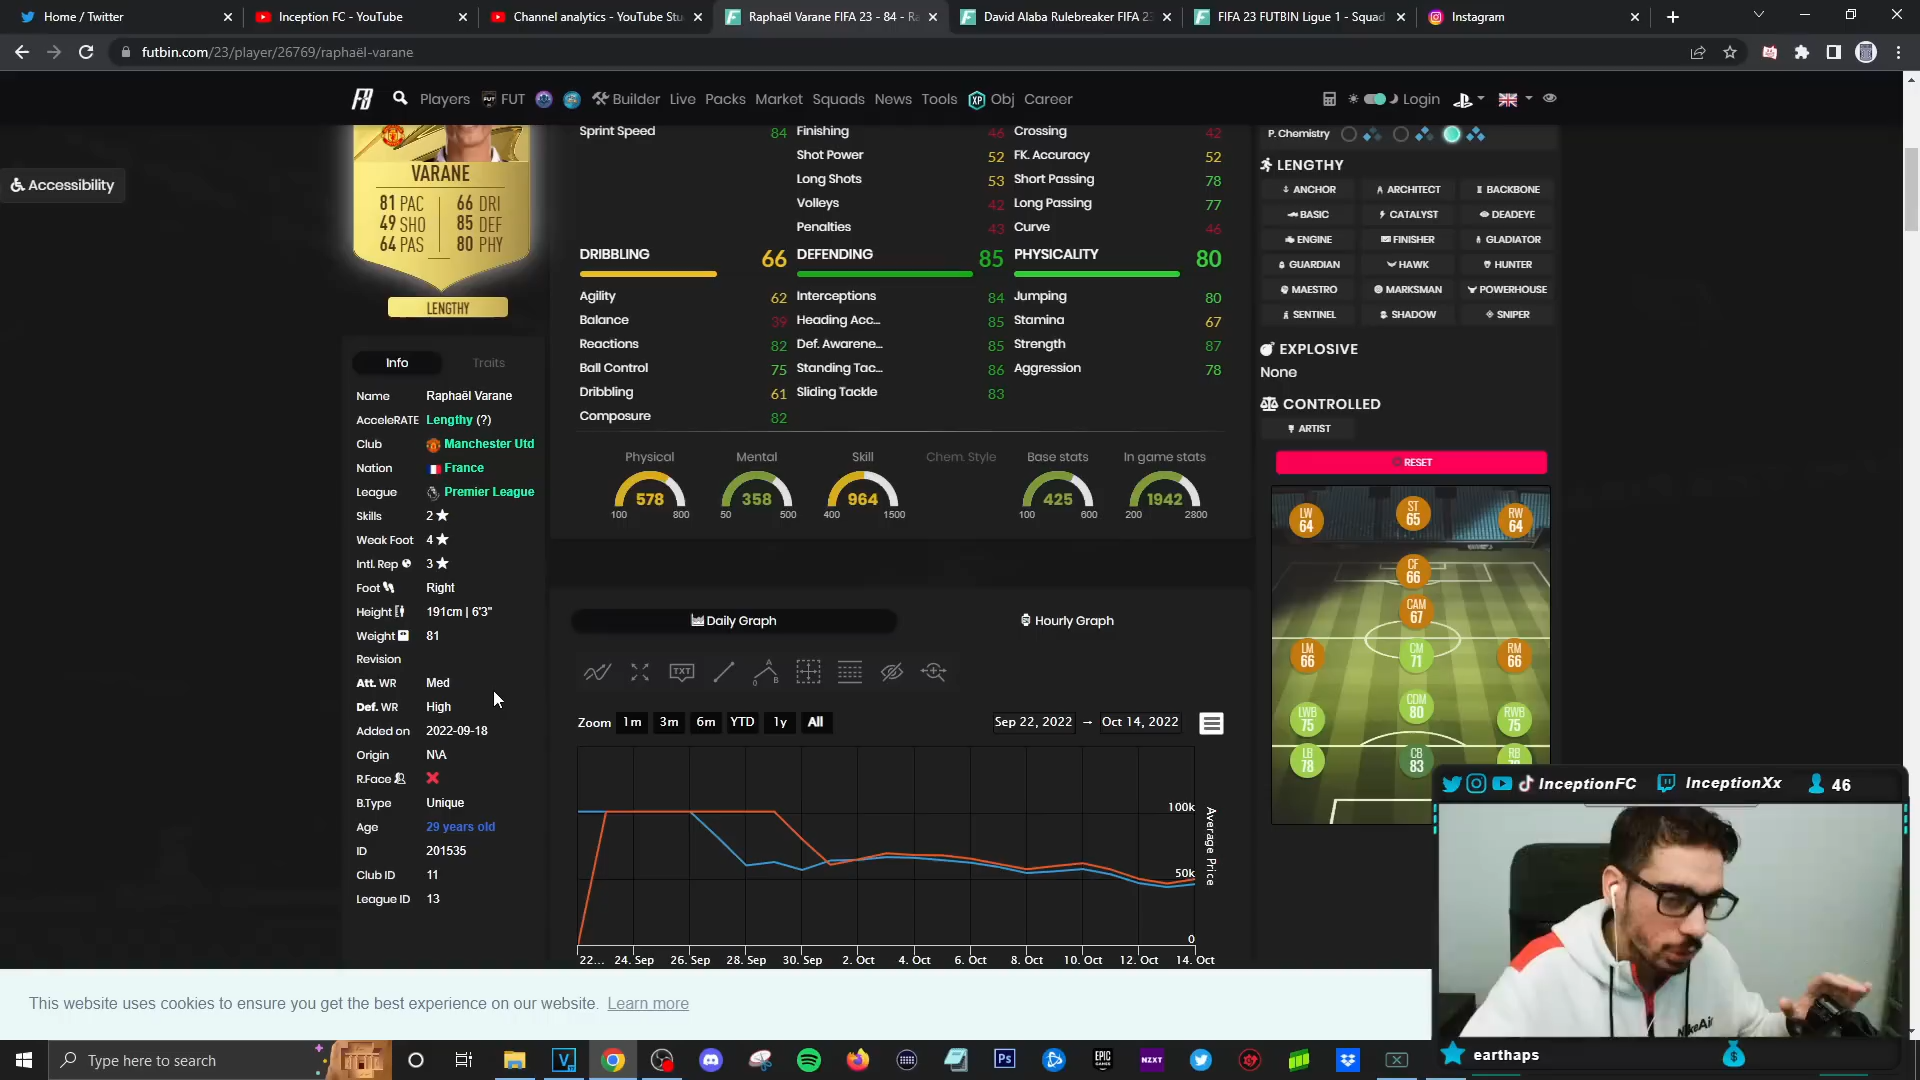 Home / Twitter
Inception FC - YouTube
Channel analytics - YouTube Stu
Raphaël Varane FIFA 23 - 84 - Ra
David Alaba Rulebreaker FIFA 23
FIFA 23 FUTBIN Ligue 1 - Squad
Instagram
futbin.com/23/player/26769/raphaël-varane
Players FUT Builder Live Packs Market Squads News Tools XP Obj Career Login
Accessibility
VARANE
81 PAC 66 DRI
49 SHO 85 DEF
64 PAS 80 PHY
LENGTHY
Info Traits
Name Raphaël Varane
AcceleRATE Lengthy (?)
Club Manchester Utd
Nation France
League Premier League
Skills 2
Weak Foot 4
Intl. Rep 3
Foot Right
Height 191cm | 6'3"
Weight 81
Revision
Att. WR Med
Def. WR High
Added on 2022-09-18
Origin N\A
R.Face
B.Type Unique
Age 29 years old
ID 201535
Club ID 11
League ID 13
Sprint Speed 84 Finishing 46 Crossing 42
Shot Power 52 FK. Accuracy 52
Long Shots 53 Short Passing 78
Volleys 42 Long Passing 77
Penalties 43 Curve 46
DRIBBLING 66 DEFENDING 85 PHYSICALITY 80
Agility 62 Interceptions 84 Jumping 80
Balance 39 Heading Acc... 85 Stamina 67
Reactions 82 Def. Awarene... 85 Strength 87
Ball Control 75 Standing Tac... 86 Aggression 78
Dribbling 61 Sliding Tackle 83
Composure 82
Physical Mental Skill Chem. Style Base stats In game stats
578 358 964 425 1942
100 800 50 500 400 1500 100 600 200 2800
Daily Graph Hourly Graph
TXT
Zoom 1m 3m 6m YTD 1y All Sep 22, 2022 → Oct 14, 2022
100k
50k
0
Average Price
22... 24. Sep 26. Sep 28. Sep 30. Sep 2. Oct 4. Oct 6. Oct 8. Oct 10. Oct 12. Oct 14. Oct
P. Chemistry
LENGTHY
ANCHOR ARCHITECT BACKBONE
BASIC CATALYST DEADEYE
ENGINE FINISHER GLADIATOR
GUARDIAN HAWK HUNTER
MAESTRO MARKSMAN POWERHOUSE
SENTINEL SHADOW SNIPER
EXPLOSIVE
None
CONTROLLED
ARTIST
RESET
LW 64 ST 65 RW 64
CF 66
CAM 67
LM 66 CM 71 RM 66
CDM 80
LWB 75 RWB 75
LB 78 CB 83 RB
InceptionFC InceptionXx 46
NikeAir
earthaps
This website uses cookies to ensure you get the best experience on our website. Learn more
Type here to search
Ps
EPIC GAMES
NZXT